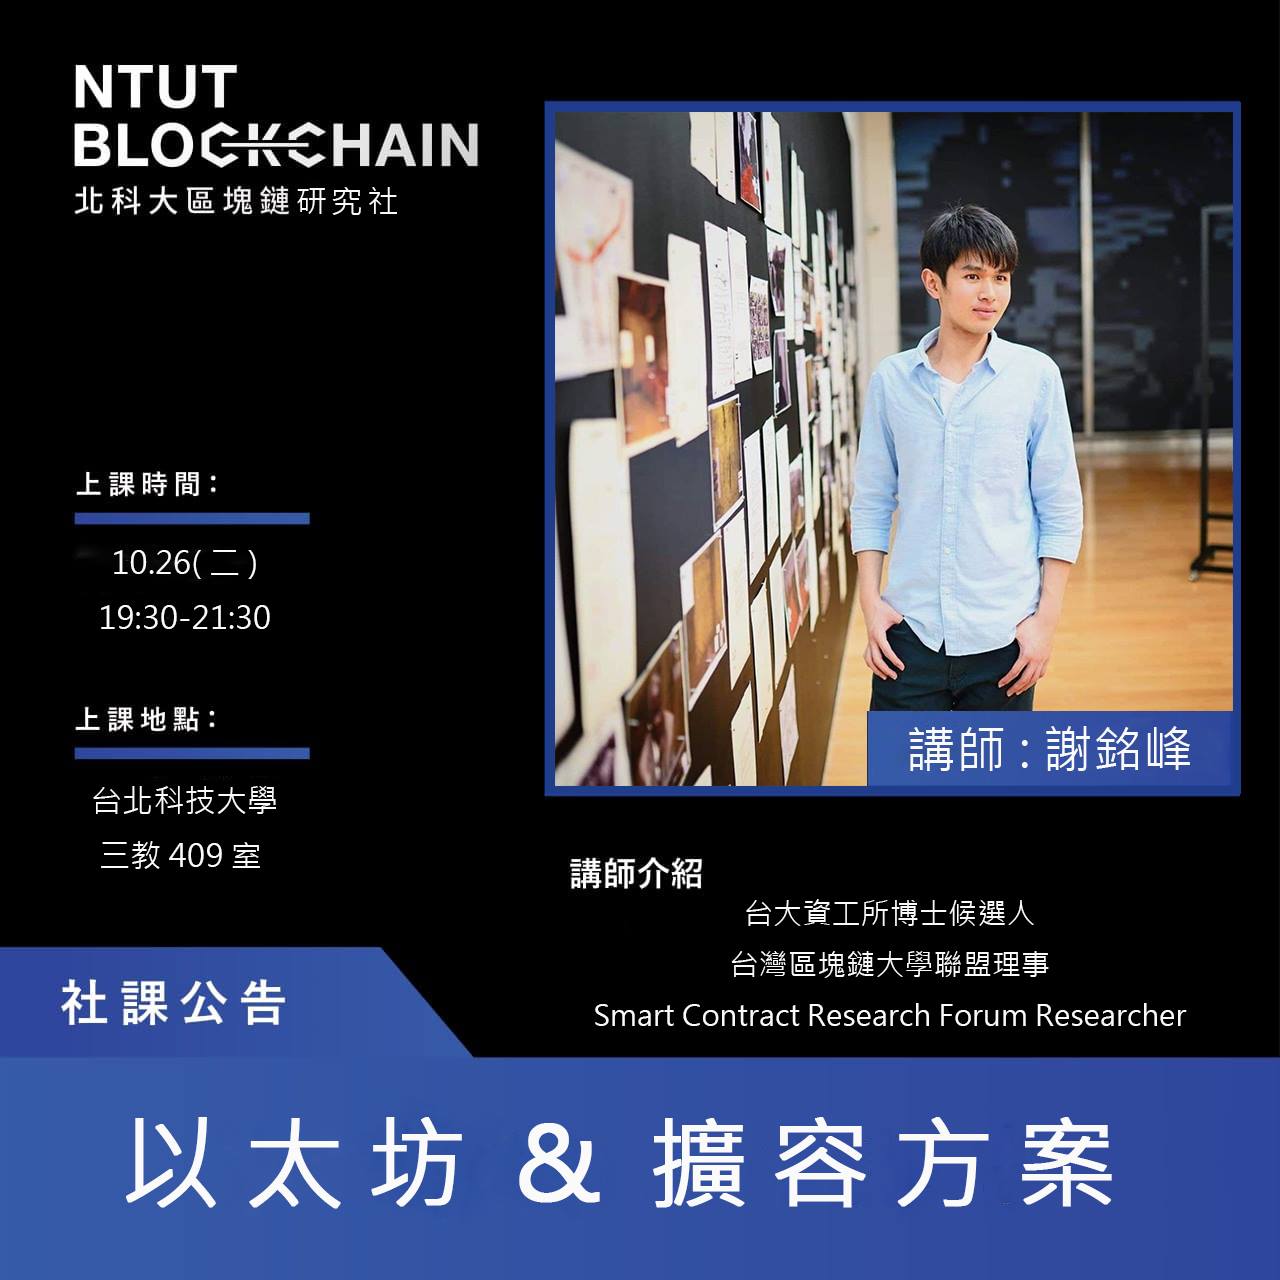 NTUT
BLOCKCHAIN
北科大區塊鏈研究社
上課時間：
10.26(二)
19:30-21:30
上課地點：
台北科技大學
三教 409 室
講師 : 謝銘峰
講師介紹
台大資工所博士候選人
台灣區塊鏈大學聯盟理事
Smart Contract Research Forum Researcher
社課公告
以太坊 & 擴容方案